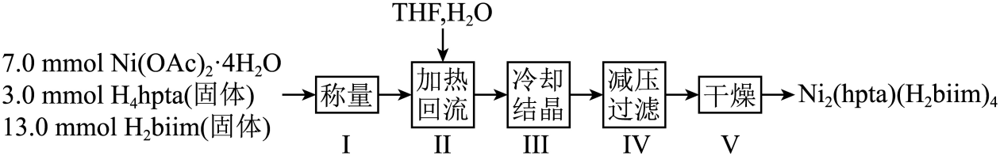 THF,H₂O
7.0 mmol Ni(OAc)₂·4H₂O
3.0 mmol H₄hpta(固体)
13.0 mmol H₂biim(固体)
称量
加热
回流
冷却
结晶
减压
过滤
干燥
Ni₂(hpta)(H₂biim)₄
I
II
III
IV
V